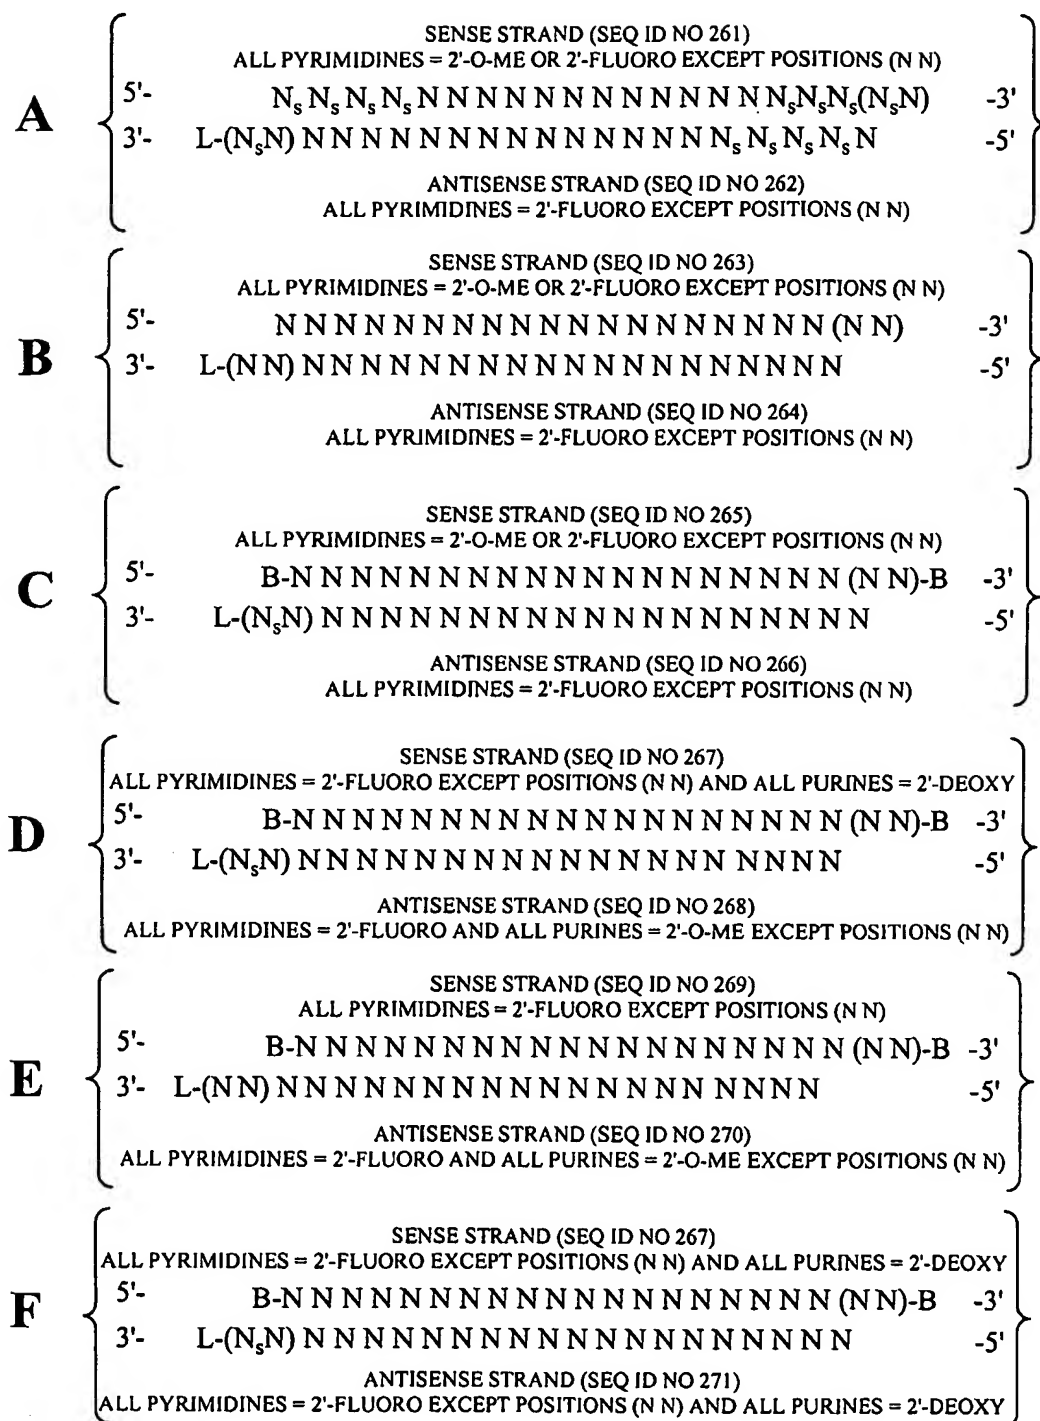 A
SENSE STRAND (SEQ ID NO 261)
ALL PYRIMIDINES = 2'-O-ME OR 2'-FLUORO EXCEPT POSITIONS (N N)
5'- NsNsNsNsN N N N N N N N N N N N NsNsNs(NsN) -3'
3'- L-(NsN) N N N N N N N N N N N N N N NsNsNsNsN -5'
ANTISENSE STRAND (SEQ ID NO 262)
ALL PYRIMIDINES = 2'-FLUORO EXCEPT POSITIONS (N N)
B
SENSE STRAND (SEQ ID NO 263)
ALL PYRIMIDINES = 2'-O-ME OR 2'-FLUORO EXCEPT POSITIONS (N N)
5'- N N N N N N N N N N N N N N N N N N N (N N) -3'
3'- L-(N N) N N N N N N N N N N N N N N N N N N N -5'
ANTISENSE STRAND (SEQ ID NO 264)
ALL PYRIMIDINES = 2'-FLUORO EXCEPT POSITIONS (N N)
C
SENSE STRAND (SEQ ID NO 265)
ALL PYRIMIDINES = 2'-O-ME OR 2'-FLUORO EXCEPT POSITIONS (N N)
5'- B-N N N N N N N N N N N N N N N N N N N (N N)-B -3'
3'- L-(NsN) N N N N N N N N N N N N N N N N N N N -5'
ANTISENSE STRAND (SEQ ID NO 266)
ALL PYRIMIDINES = 2'-FLUORO EXCEPT POSITIONS (N N)
D
SENSE STRAND (SEQ ID NO 267)
ALL PYRIMIDINES = 2'-FLUORO EXCEPT POSITIONS (N N) AND ALL PURINES = 2'-DEOXY
5'- B-N N N N N N N N N N N N N N N N N N N (N N)-B -3'
3'- L-(NsN) N N N N N N N N N N N N N N N N N N N -5'
ANTISENSE STRAND (SEQ ID NO 268)
ALL PYRIMIDINES = 2'-FLUORO AND ALL PURINES = 2'-O-ME EXCEPT POSITIONS (N N)
E
SENSE STRAND (SEQ ID NO 269)
ALL PYRIMIDINES = 2'-FLUORO EXCEPT POSITIONS (N N)
5'- B-N N N N N N N N N N N N N N N N N N N (N N)-B -3'
3'- L-(N N) N N N N N N N N N N N N N N N N N N N -5'
ANTISENSE STRAND (SEQ ID NO 270)
ALL PYRIMIDINES = 2'-FLUORO AND ALL PURINES = 2'-O-ME EXCEPT POSITIONS (N N)
F
SENSE STRAND (SEQ ID NO 267)
ALL PYRIMIDINES = 2'-FLUORO EXCEPT POSITIONS (N N) AND ALL PURINES = 2'-DEOXY
5'- B-N N N N N N N N N N N N N N N N N N N (N N)-B -3'
3'- L-(NsN) N N N N N N N N N N N N N N N N N N N -5'
ANTISENSE STRAND (SEQ ID NO 271)
ALL PYRIMIDINES = 2'-FLUORO EXCEPT POSITIONS (N N) AND ALL PURINES = 2'-DEOXY